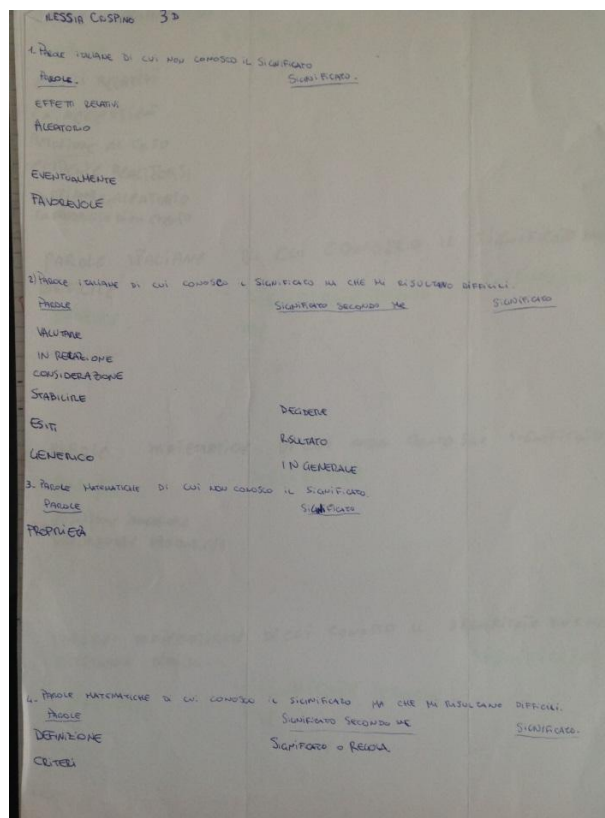 ALESSIA COSPINO 3D
1. PAROLE ITALIANE DI CUI NON CONOSCO IL SIGNIFICATO
PAROLE. SIGNIFICATO.
EFFETTI RELATIVI
ALEATORIO
EVENTUALMENTE
FAVOREVOLE
2) PAROLE ITALIANE DI CUI CONOSCO IL SIGNIFICATO MA CHE MI RISULTANO DIFFICILI.
PAROLE SIGNIFICATO SECONDO ME SIGNIFICATO
VALUTARE
IN RELAZIONE
CONSIDERAZIONE
STABILIRE DECIDERE
ESITI RISULTATO
GENERICO IN GENERALE
3. PAROLE MATEMATICHE DI CUI NON CONOSCO IL SIGNIFICATO.
PAROLE SIGNIFICATO
PROPRIETÀ
4. PAROLE MATEMATICHE DI CUI CONOSCO IL SIGNIFICATO MA CHE MI RISULTANO DIFFICILI.
PAROLE SIGNIFICATO SECONDO ME SIGNIFICATO.
DEFINIZIONE SIGNIFICATO O REGOLA
CRITERI